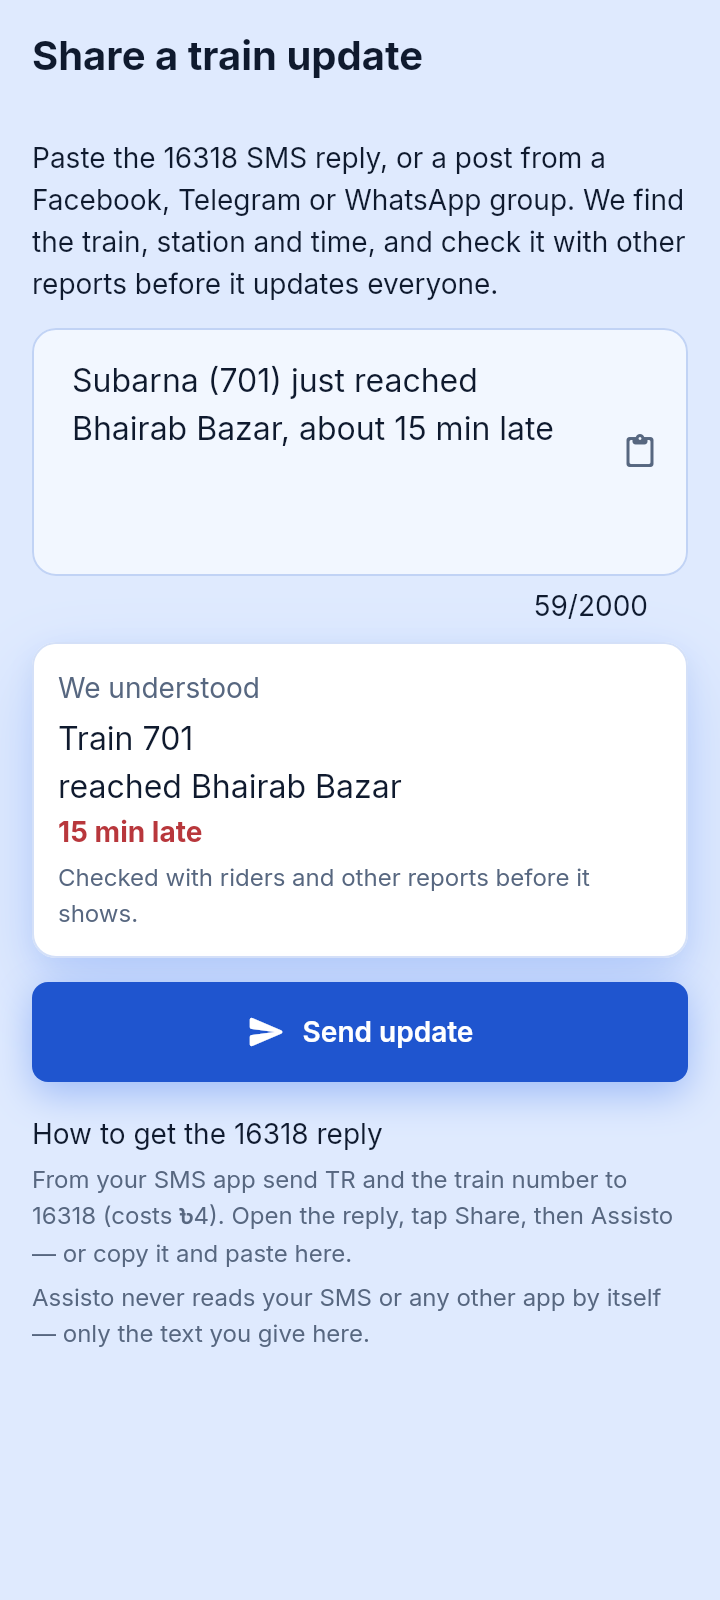 Share a train update
Paste the 16318 SMS reply, or a post from a
Facebook, Telegram or WhatsApp group. We find
the train, station and time, and check it with other
reports before it updates everyone.
Subarna (701) just reached
Bhairab Bazar, about 15 min late
59/2000
We understood
Train 701
reached Bhairab Bazar
15 min late
Checked with riders and other reports before it
shows.
Send update
How to get the 16318 reply
From your SMS app send TR and the train number to
16318 (costs ৳4). Open the reply, tap Share, then Assisto
— or copy it and paste here.
Assisto never reads your SMS or any other app by itself
— only the text you give here.